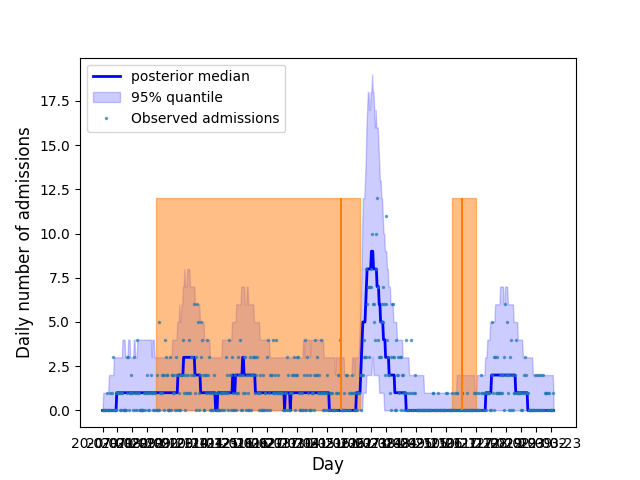 posterior median
95% quantile
Observed admissions
Daily number of admissions
17.5
15.0
12.5
10.0
7.5
5.0
2.5
0.0
Day